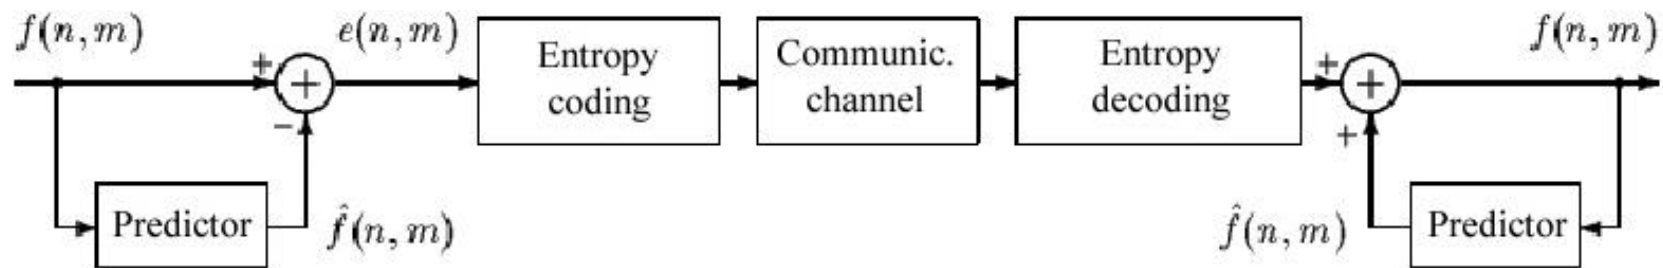 f(n, m)
e(n, m)
Entropy
coding
Communic.
channel
Entropy
decoding
f(n, m)
+
+
−
+
+
+
Predictor
f̂(n, m)
f̂(n, m)
Predictor